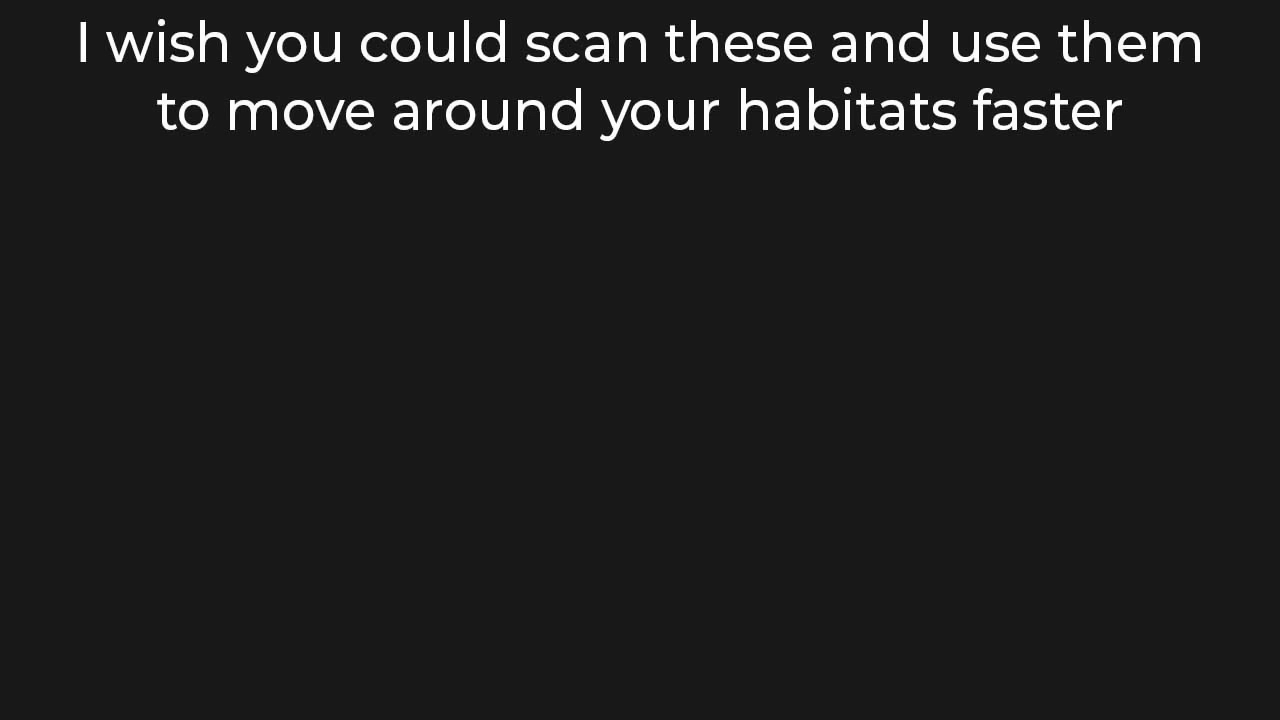 I wish you could scan these and use them
to move around your habitats faster